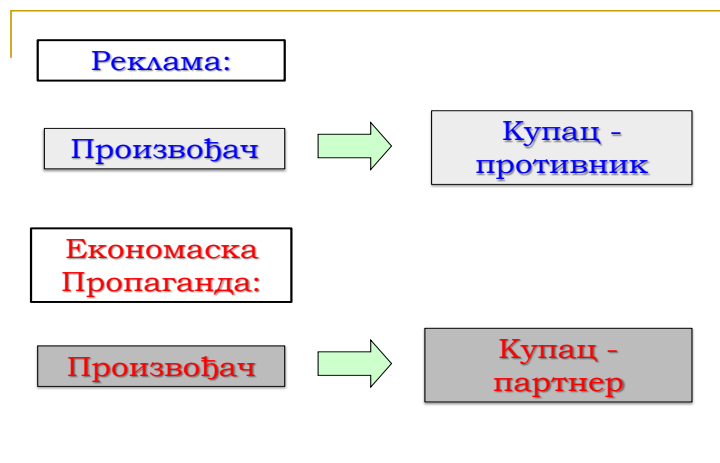 Реклама:
Произвођач
Купац -
противник
Економаска
Пропаганда:
Произвођач
Купац -
партнер